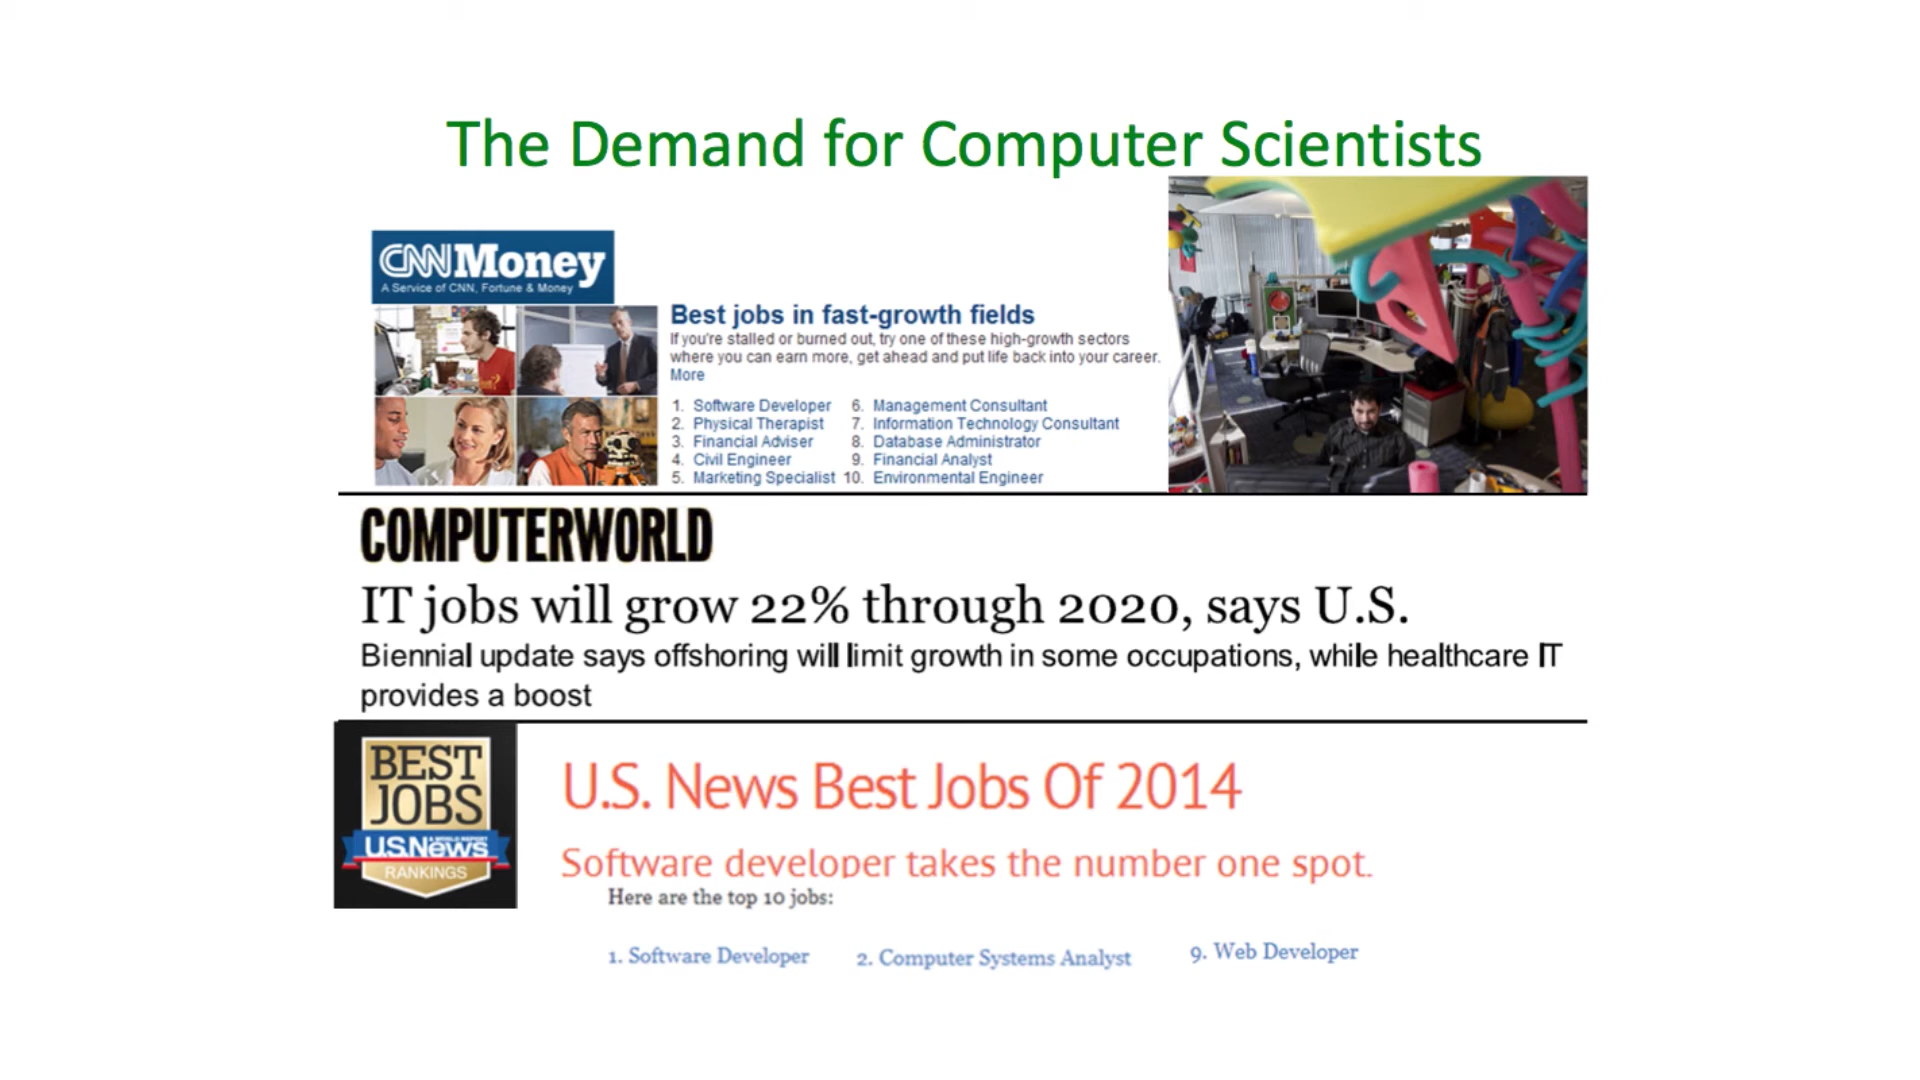 The Demand for Computer Scientists
CNNMoney
A Service of CNN, Fortune & Money
Best jobs in fast-growth fields
If you're stalled or burned out, try one of these high-growth sectors
where you can earn more, get ahead and put life back into your career.
More
1. Software Developer 6. Management Consultant
2. Physical Therapist 7. Information Technology Consultant
3. Financial Adviser 8. Database Administrator
4. Civil Engineer 9. Financial Analyst
5. Marketing Specialist 10. Environmental Engineer
COMPUTERWORLD
IT jobs will grow 22% through 2020, says U.S.
Biennial update says offshoring will limit growth in some occupations, while healthcare IT
provides a boost
BEST
JOBS
U.S.News
RANKINGS
U.S. News Best Jobs Of 2014
Software developer takes the number one spot.
Here are the top 10 jobs:
1. Software Developer 2. Computer Systems Analyst 9. Web Developer